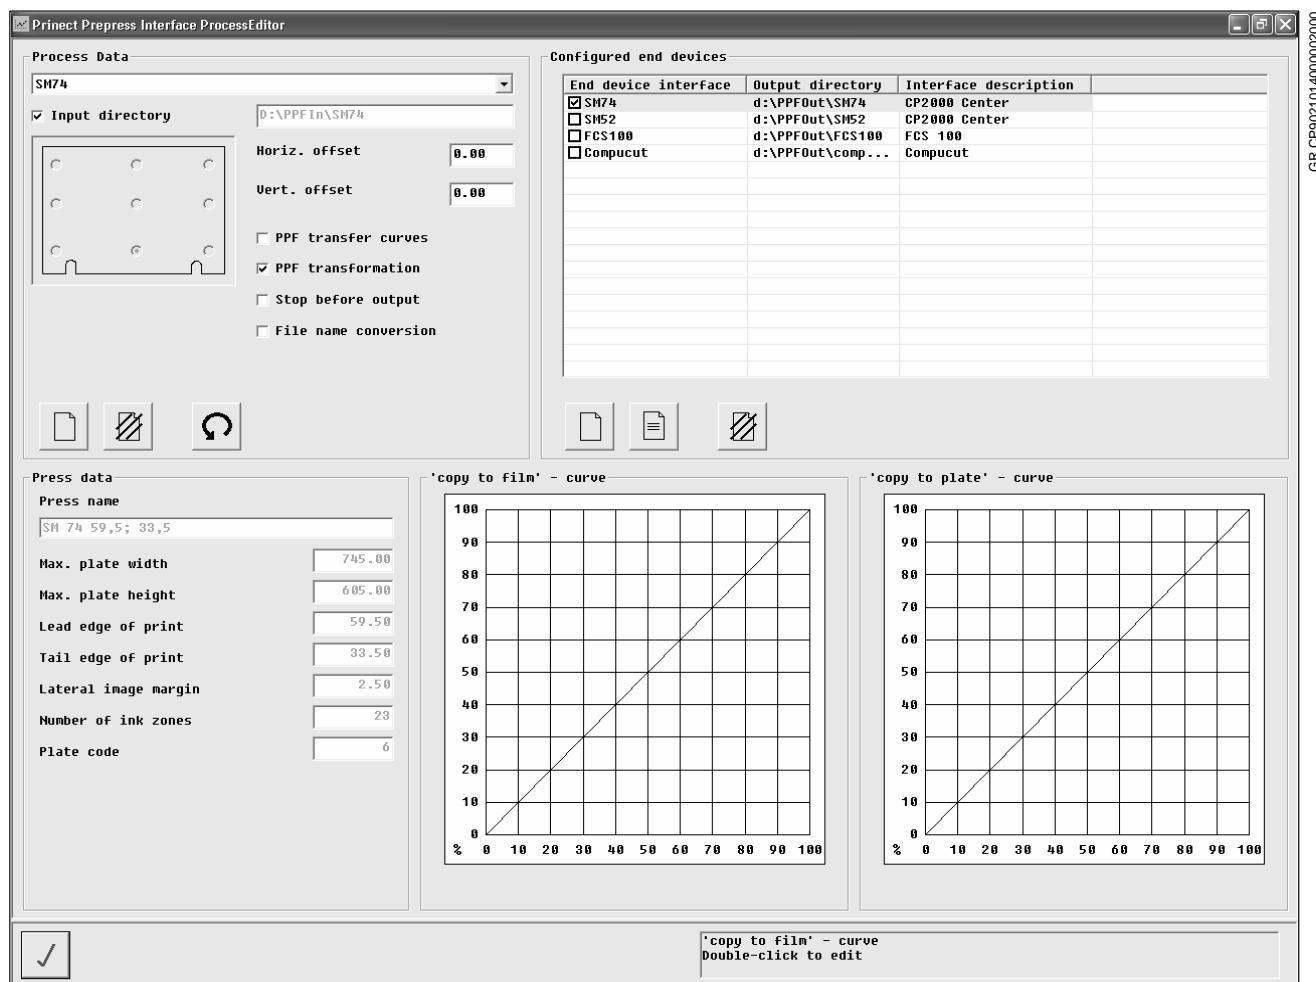 Prinect Prepress Interface ProcessEditor
Process Data
SM74
Input directory
D:\PPFIn\SM74
Horiz. offset
0.00
Vert. offset
0.00
PPF transfer curves
PPF transformation
Stop before output
File name conversion
Configured end devices
End device interface Output directory Interface description
SM74 d:\PPFOut\SM74 CP2000 Center
SM52 d:\PPFOut\SM52 CP2000 Center
FCS100 d:\PPFOut\FCS100 FCS 100
Compucut d:\PPFOut\comp... Compucut
Press data
Press name
SM 74 59,5; 33,5
Max. plate width 745.00
Max. plate height 605.00
Lead edge of print 59.50
Tail edge of print 33.50
Lateral image margin 2.50
Number of ink zones 23
Plate code 6
'copy to film' - curve
100
90
80
70
60
50
40
30
20
10
0
% 0 10 20 30 40 50 60 70 80 90 100
'copy to plate' - curve
100
90
80
70
60
50
40
30
20
10
0
% 0 10 20 30 40 50 60 70 80 90 100
'copy to film' - curve
Double-click to edit